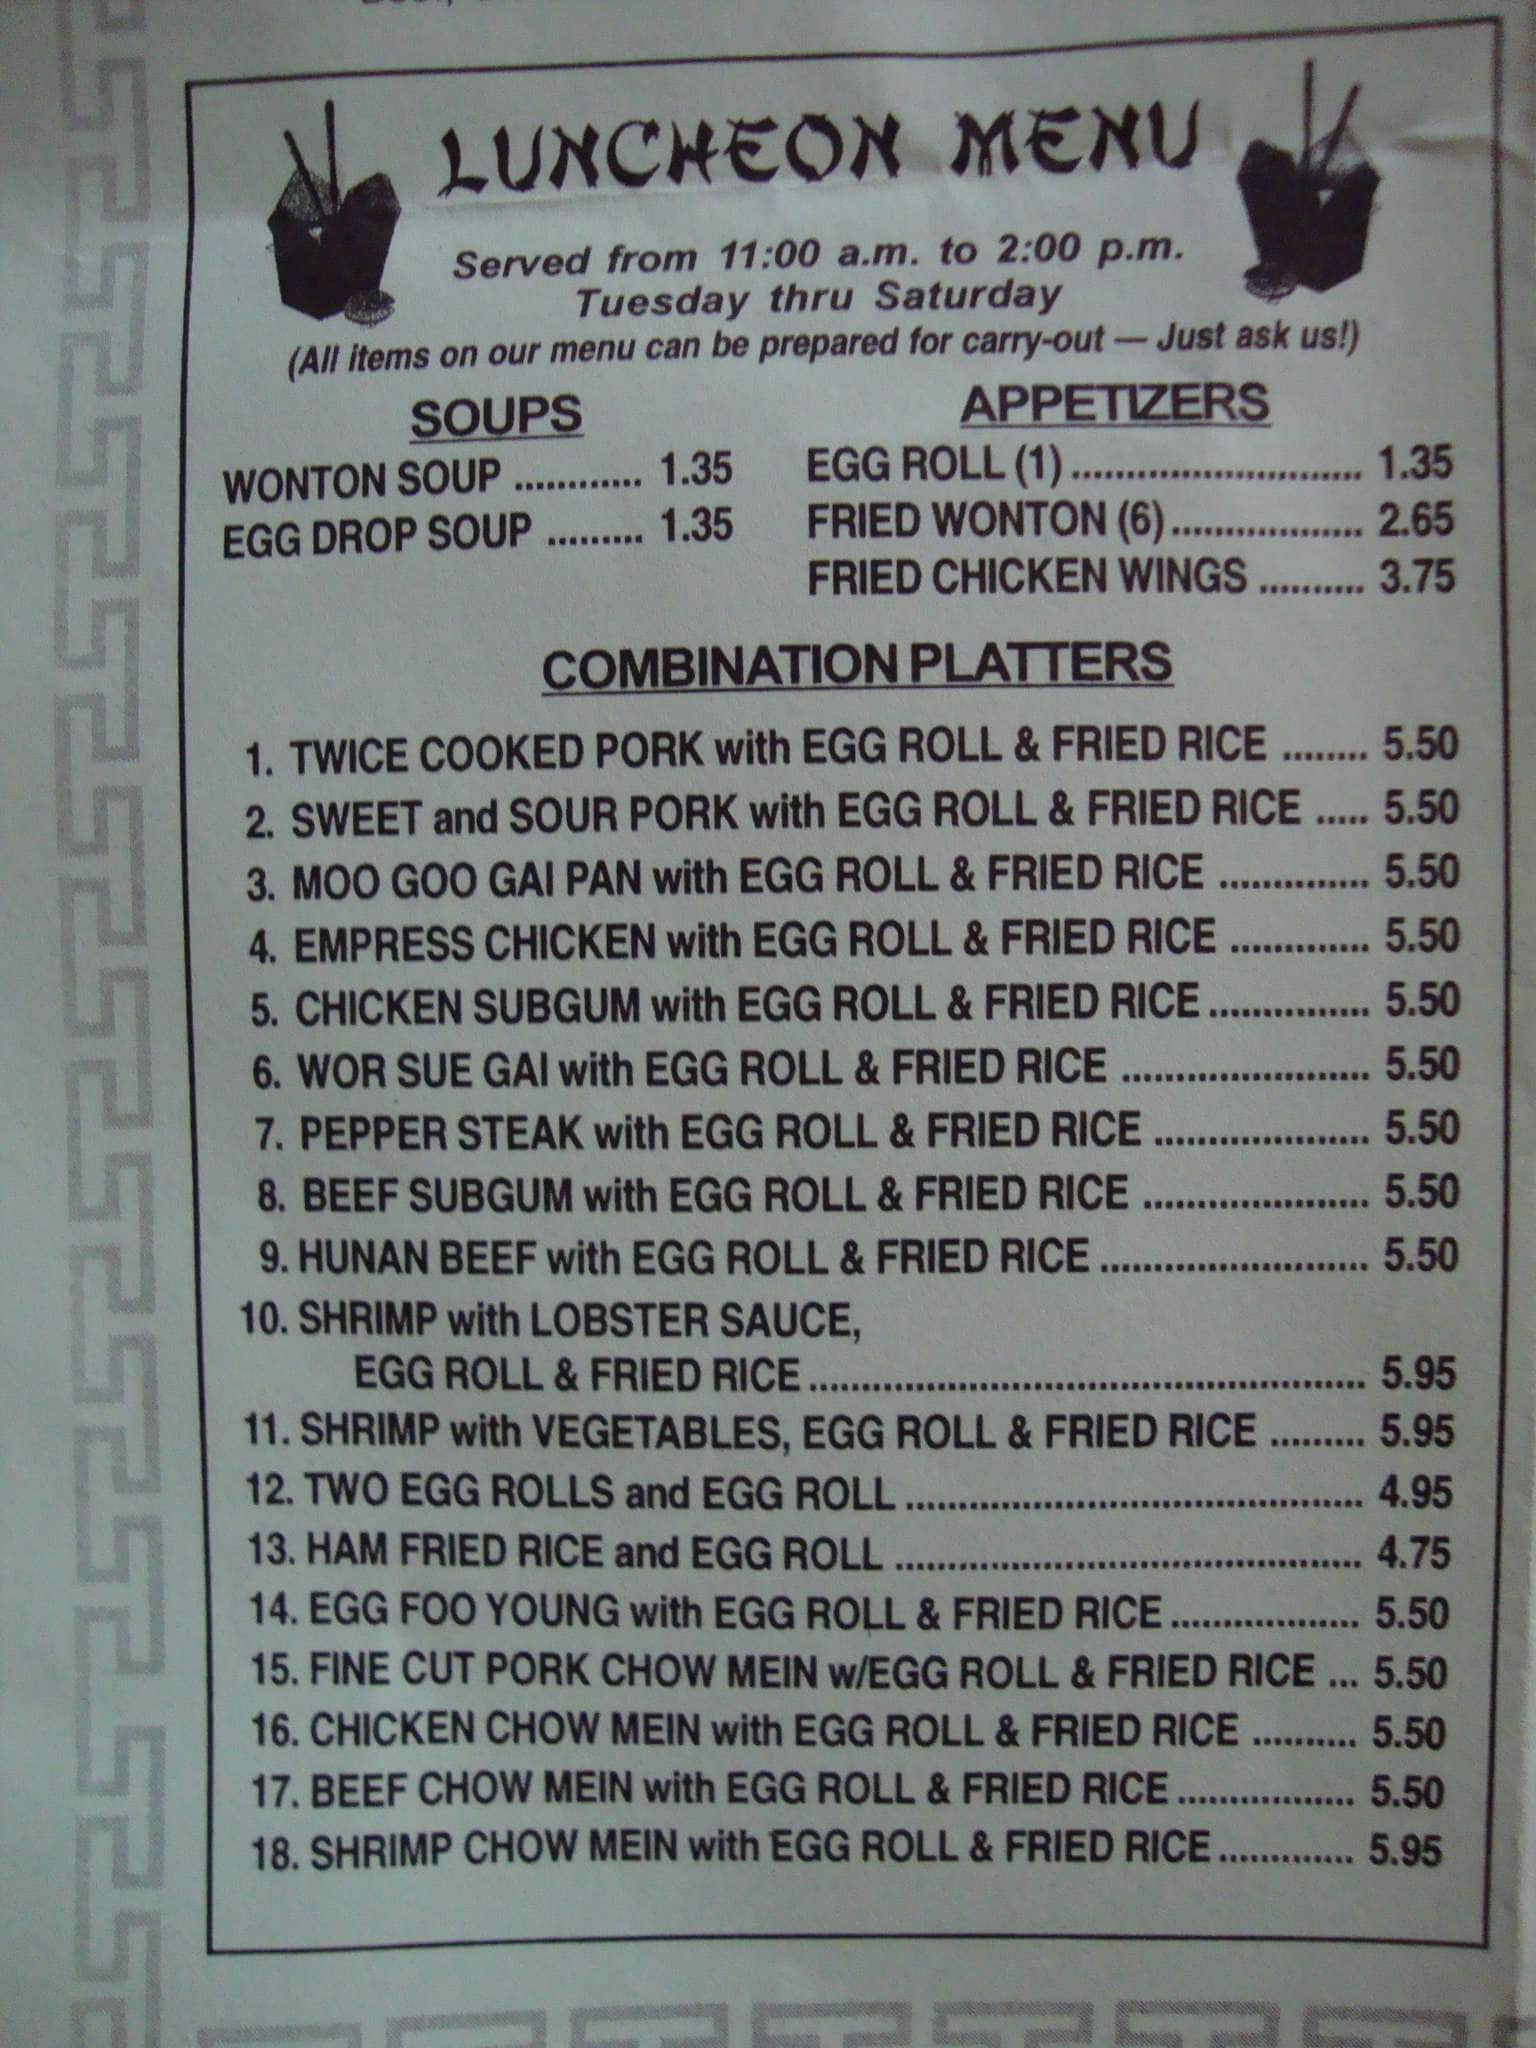 LUNCHEON MENU
Served from 11:00 a.m. to 2:00 p.m.
Tuesday thru Saturday
(All items on our menu can be prepared for carry-out — Just ask us!)
SOUPS
WONTON SOUP ............ 1.35
EGG DROP SOUP ......... 1.35
APPETIZERS
EGG ROLL (1) ........................... 1.35
FRIED WONTON (6) .................. 2.65
FRIED CHICKEN WINGS .......... 3.75
COMBINATION PLATTERS
1. TWICE COOKED PORK with EGG ROLL & FRIED RICE ........ 5.50
2. SWEET and SOUR PORK with EGG ROLL & FRIED RICE ..... 5.50
3. MOO GOO GAI PAN with EGG ROLL & FRIED RICE .............. 5.50
4. EMPRESS CHICKEN with EGG ROLL & FRIED RICE ............. 5.50
5. CHICKEN SUBGUM with EGG ROLL & FRIED RICE ............... 5.50
6. WOR SUE GAI with EGG ROLL & FRIED RICE ....................... 5.50
7. PEPPER STEAK with EGG ROLL & FRIED RICE .................... 5.50
8. BEEF SUBGUM with EGG ROLL & FRIED RICE ..................... 5.50
9. HUNAN BEEF with EGG ROLL & FRIED RICE ......................... 5.50
10. SHRIMP with LOBSTER SAUCE,
EGG ROLL & FRIED RICE ..................................................... 5.95
11. SHRIMP with VEGETABLES, EGG ROLL & FRIED RICE ......... 5.95
12. TWO EGG ROLLS and EGG ROLL ........................................... 4.95
13. HAM FRIED RICE and EGG ROLL ............................................ 4.75
14. EGG FOO YOUNG with EGG ROLL & FRIED RICE .................. 5.50
15. FINE CUT PORK CHOW MEIN w/EGG ROLL & FRIED RICE ... 5.50
16. CHICKEN CHOW MEIN with EGG ROLL & FRIED RICE .......... 5.50
17. BEEF CHOW MEIN with EGG ROLL & FRIED RICE ................. 5.50
18. SHRIMP CHOW MEIN with EGG ROLL & FRIED RICE ............. 5.95